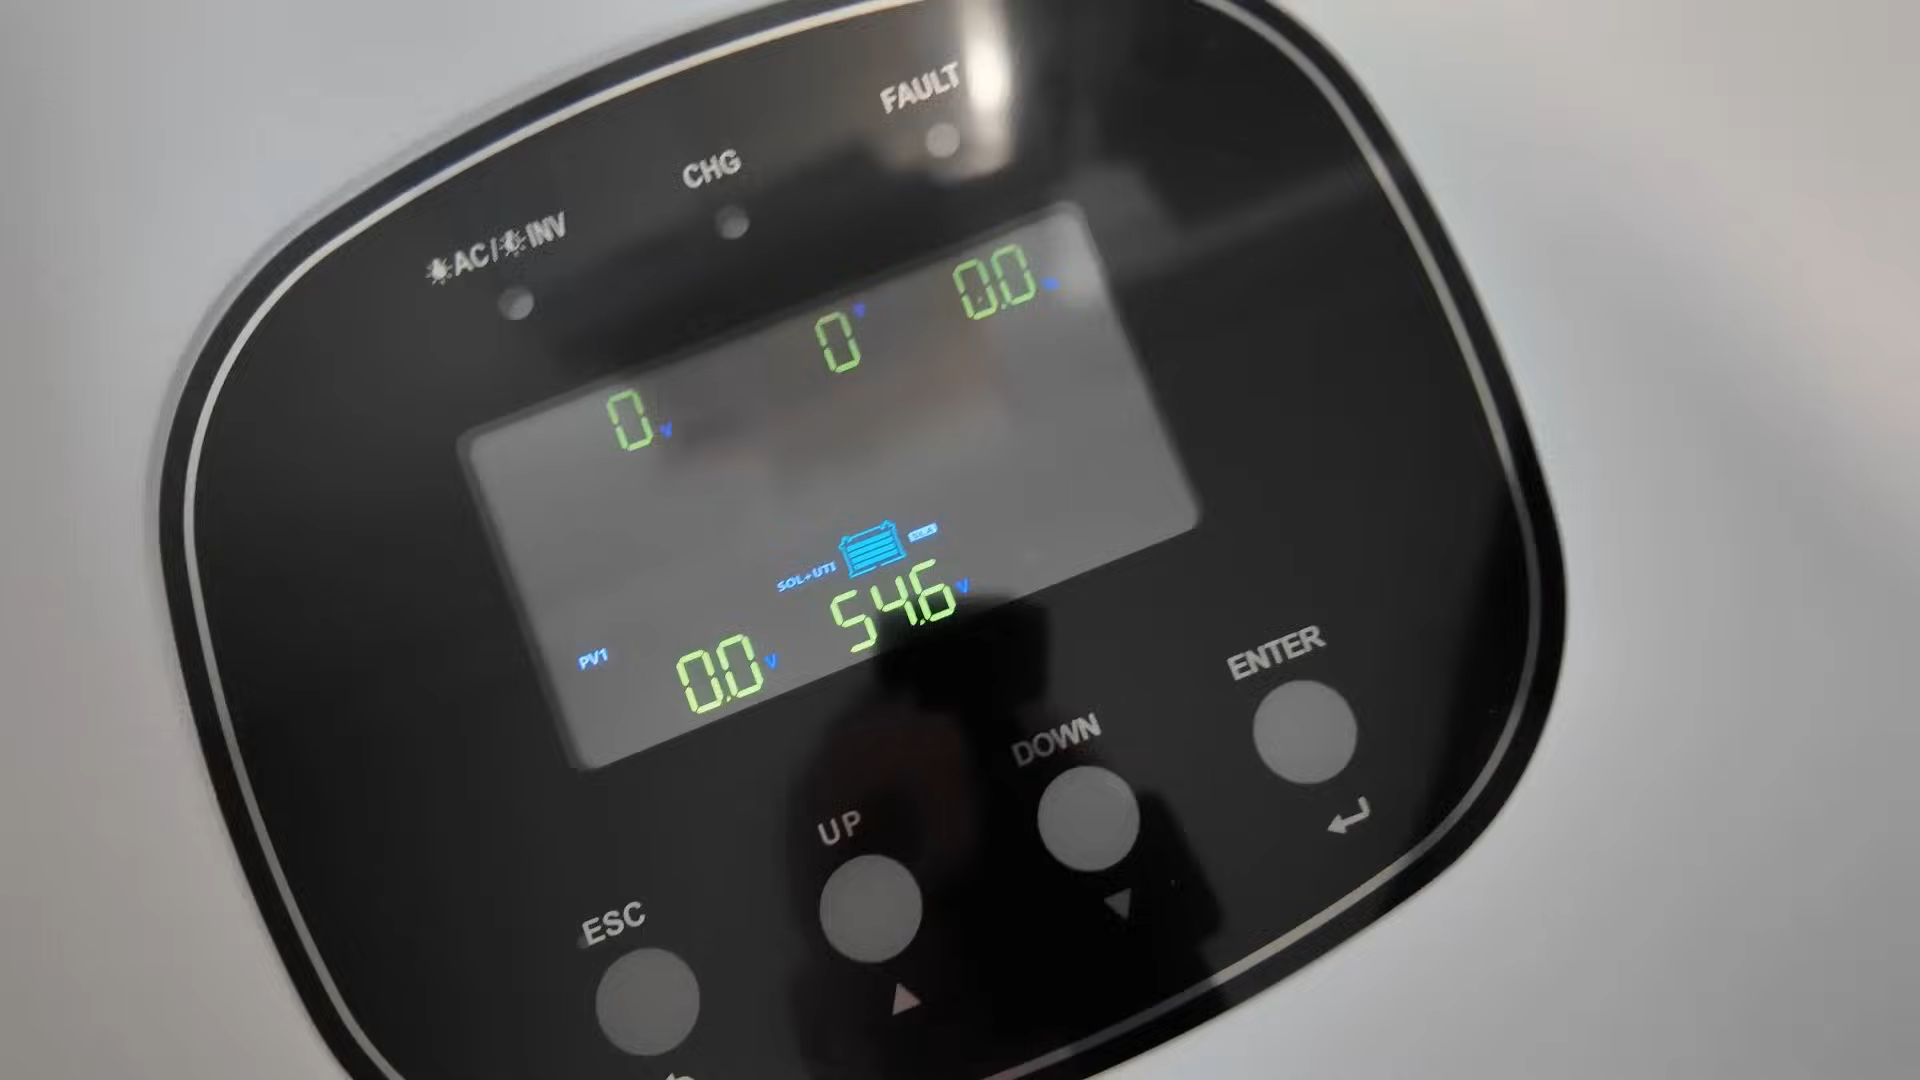 FAULT
CHG
AC/ INV
0.0
0 V
0 V
SOL+UTI
54.6 V
PV1 0.0 V
ENTER
DOWN
UP
ESC